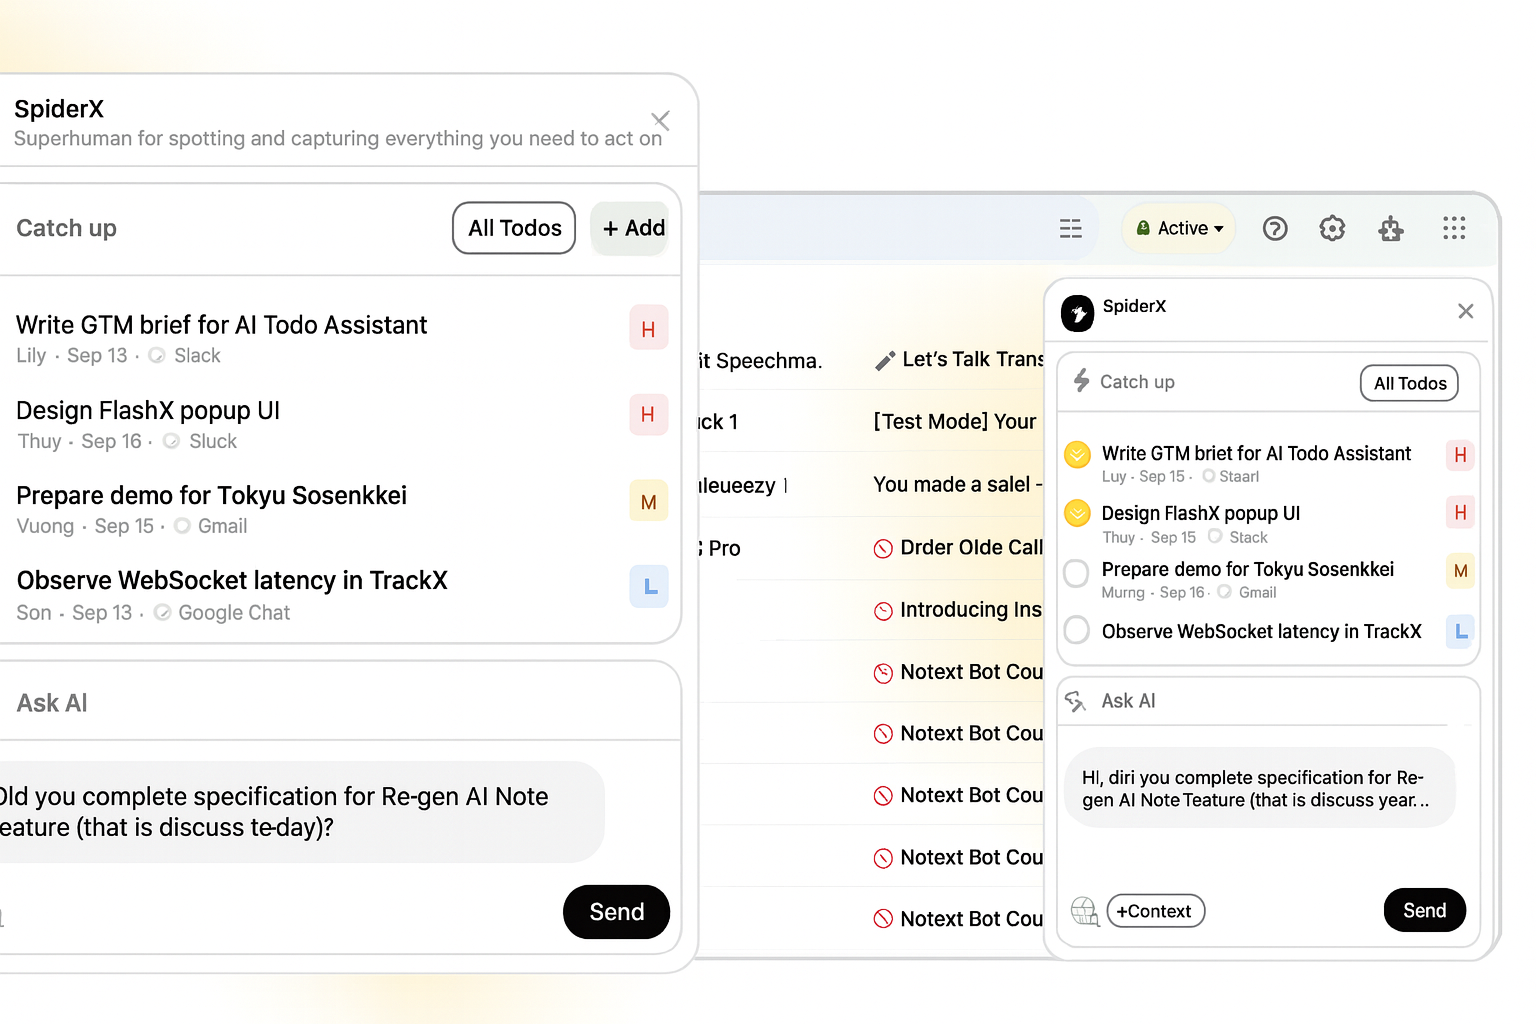 SpiderX
Superhuman for spotting and capturing everything you need to act on
Catch up
All Todos
+ Add
Write GTM brief for AI Todo Assistant
H
Lily · Sep 13 · Slack
Design FlashX popup UI
H
Thuy · Sep 16 · Sluck
Prepare demo for Tokyu Sosenkkei
M
Vuong · Sep 15 · Gmail
Observe WebSocket latency in TrackX
L
Son · Sep 13 · Google Chat
Ask AI
Old you complete specification for Re-gen AI Note
eature (that is discuss te-day)?
Send
Active
it Speechma.
Let's Talk Trans
ck 1
[Test Mode] Your
ileueezy
You made a salel -
Pro
Drder Olde Call
Introducing Ins
Notext Bot Cou
Notext Bot Cou
Notext Bot Cou
Notext Bot Cou
Notext Bot Cou
SpiderX
Catch up
All Todos
Write GTM briet for AI Todo Assistant
H
Luy · Sep 15 · Staarl
Design FlashX popup UI
H
Thuy · Sep 15 Stack
Prepare demo for Tokyu Sosenkkei
M
Murng · Sep 16 · Gmail
Observe WebSocket latency in TrackX
L
Ask AI
HI, diri you complete specification for Re-
gen AI Note Teature (that is discuss year...
+Context
Send